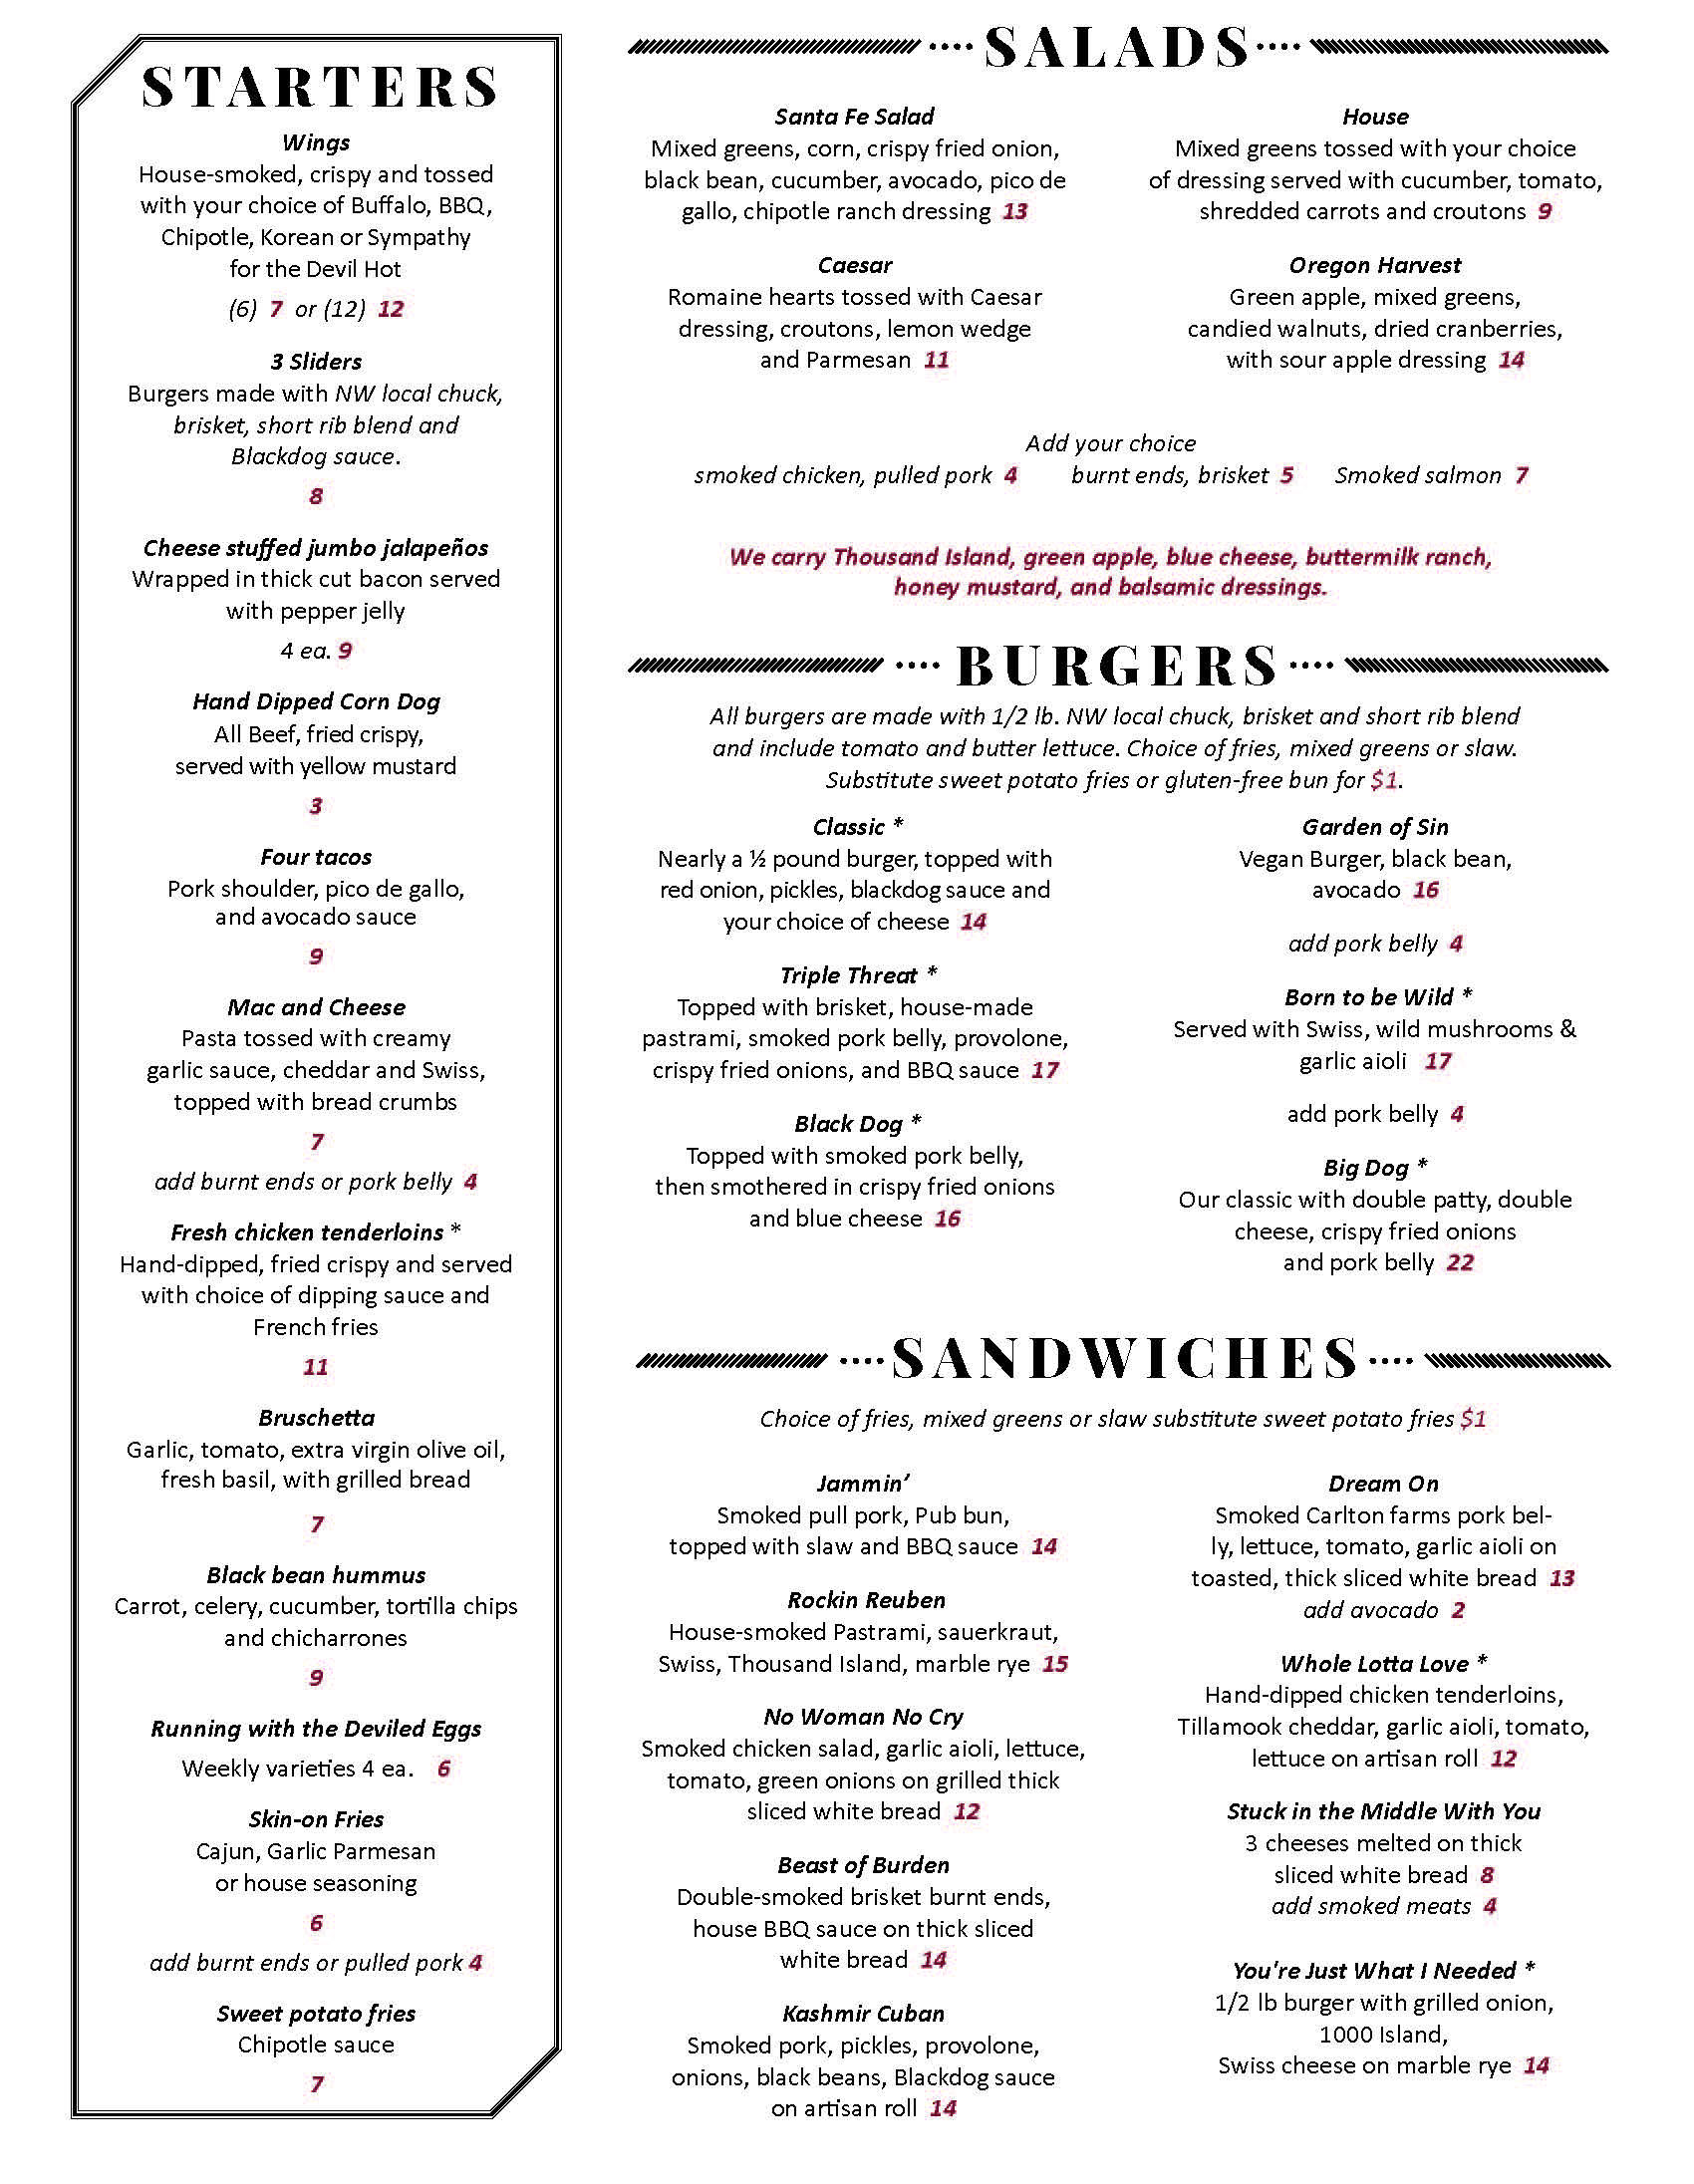 STARTERS
Wings
House-smoked, crispy and tossed
with your choice of Buffalo, BBQ,
Chipotle, Korean or Sympathy
for the Devil Hot
(6) 7 or (12) 12
3 Sliders
Burgers made with NW local chuck,
brisket, short rib blend and
Blackdog sauce.
8
Cheese stuffed jumbo jalapeños
Wrapped in thick cut bacon served
with pepper jelly
4 ea. 9
Hand Dipped Corn Dog
All Beef, fried crispy,
served with yellow mustard
3
Four tacos
Pork shoulder, pico de gallo,
and avocado sauce
9
Mac and Cheese
Pasta tossed with creamy
garlic sauce, cheddar and Swiss,
topped with bread crumbs
7
add burnt ends or pork belly 4
Fresh chicken tenderloins *
Hand-dipped, fried crispy and served
with choice of dipping sauce and
French fries
11
Bruschetta
Garlic, tomato, extra virgin olive oil,
fresh basil, with grilled bread
7
Black bean hummus
Carrot, celery, cucumber, tortilla chips
and chicharrones
9
Running with the Deviled Eggs
Weekly varieties 4 ea. 6
Skin-on Fries
Cajun, Garlic Parmesan
or house seasoning
6
add burnt ends or pulled pork 4
Sweet potato fries
Chipotle sauce
7
SALADS
Santa Fe Salad
Mixed greens, corn, crispy fried onion,
black bean, cucumber, avocado, pico de
gallo, chipotle ranch dressing 13
Caesar
Romaine hearts tossed with Caesar
dressing, croutons, lemon wedge
and Parmesan 11
House
Mixed greens tossed with your choice
of dressing served with cucumber, tomato,
shredded carrots and croutons 9
Oregon Harvest
Green apple, mixed greens,
candied walnuts, dried cranberries,
with sour apple dressing 14
Add your choice
smoked chicken, pulled pork 4 burnt ends, brisket 5 Smoked salmon 7
We carry Thousand Island, green apple, blue cheese, buttermilk ranch,
honey mustard, and balsamic dressings.
BURGERS
All burgers are made with 1/2 lb. NW local chuck, brisket and short rib blend
and include tomato and butter lettuce. Choice of fries, mixed greens or slaw.
Substitute sweet potato fries or gluten-free bun for $1.
Classic *
Nearly a ½ pound burger, topped with
red onion, pickles, blackdog sauce and
your choice of cheese 14
Triple Threat *
Topped with brisket, house-made
pastrami, smoked pork belly, provolone,
crispy fried onions, and BBQ sauce 17
Black Dog *
Topped with smoked pork belly,
then smothered in crispy fried onions
and blue cheese 16
Garden of Sin
Vegan Burger, black bean,
avocado 16
add pork belly 4
Born to be Wild *
Served with Swiss, wild mushrooms &
garlic aioli 17
add pork belly 4
Big Dog *
Our classic with double patty, double
cheese, crispy fried onions
and pork belly 22
SANDWICHES
Choice of fries, mixed greens or slaw substitute sweet potato fries $1
Jammin’
Smoked pull pork, Pub bun,
topped with slaw and BBQ sauce 14
Rockin Reuben
House-smoked Pastrami, sauerkraut,
Swiss, Thousand Island, marble rye 15
No Woman No Cry
Smoked chicken salad, garlic aioli, lettuce,
tomato, green onions on grilled thick
sliced white bread 12
Beast of Burden
Double-smoked brisket burnt ends,
house BBQ sauce on thick sliced
white bread 14
Kashmir Cuban
Smoked pork, pickles, provolone,
onions, black beans, Blackdog sauce
on artisan roll 14
Dream On
Smoked Carlton farms pork bel-
ly, lettuce, tomato, garlic aioli on
toasted, thick sliced white bread 13
add avocado 2
Whole Lotta Love *
Hand-dipped chicken tenderloins,
Tillamook cheddar, garlic aioli, tomato,
lettuce on artisan roll 12
Stuck in the Middle With You
3 cheeses melted on thick
sliced white bread 8
add smoked meats 4
You're Just What I Needed *
1/2 lb burger with grilled onion,
1000 Island,
Swiss cheese on marble rye 14